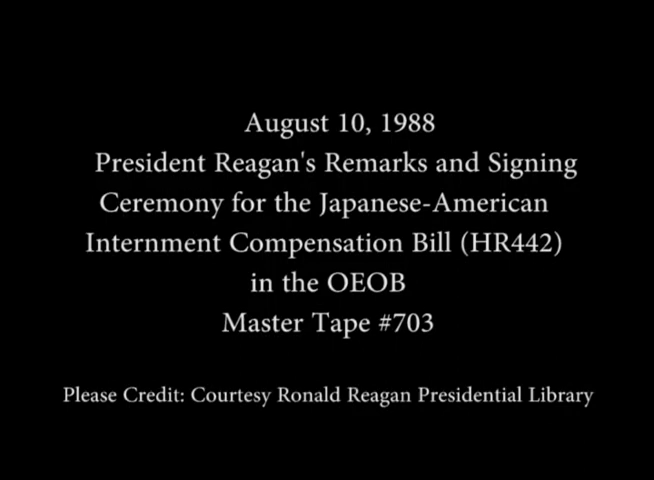 August 10, 1988
President Reagan's Remarks and Signing
Ceremony for the Japanese-American
Internment Compensation Bill (HR442)
in the OEOB
Master Tape #703
Please Credit: Courtesy Ronald Reagan Presidential Library